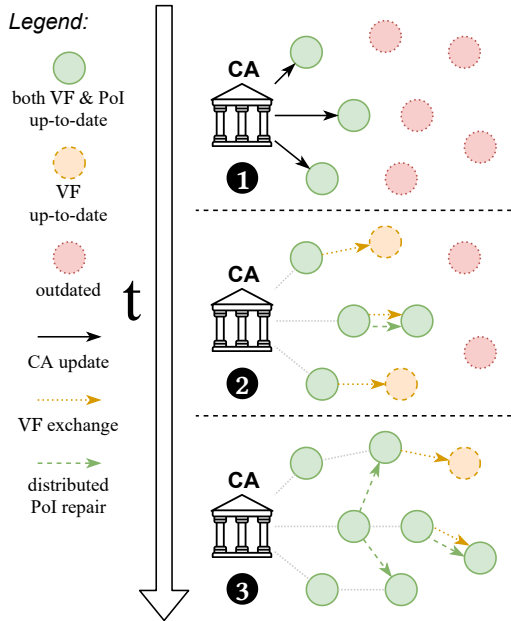 Legend:
both VF & PoI
up-to-date
VF
up-to-date
outdated
CA update
VF exchange
distributed
PoI repair
t
CA
1
CA
2
CA
3